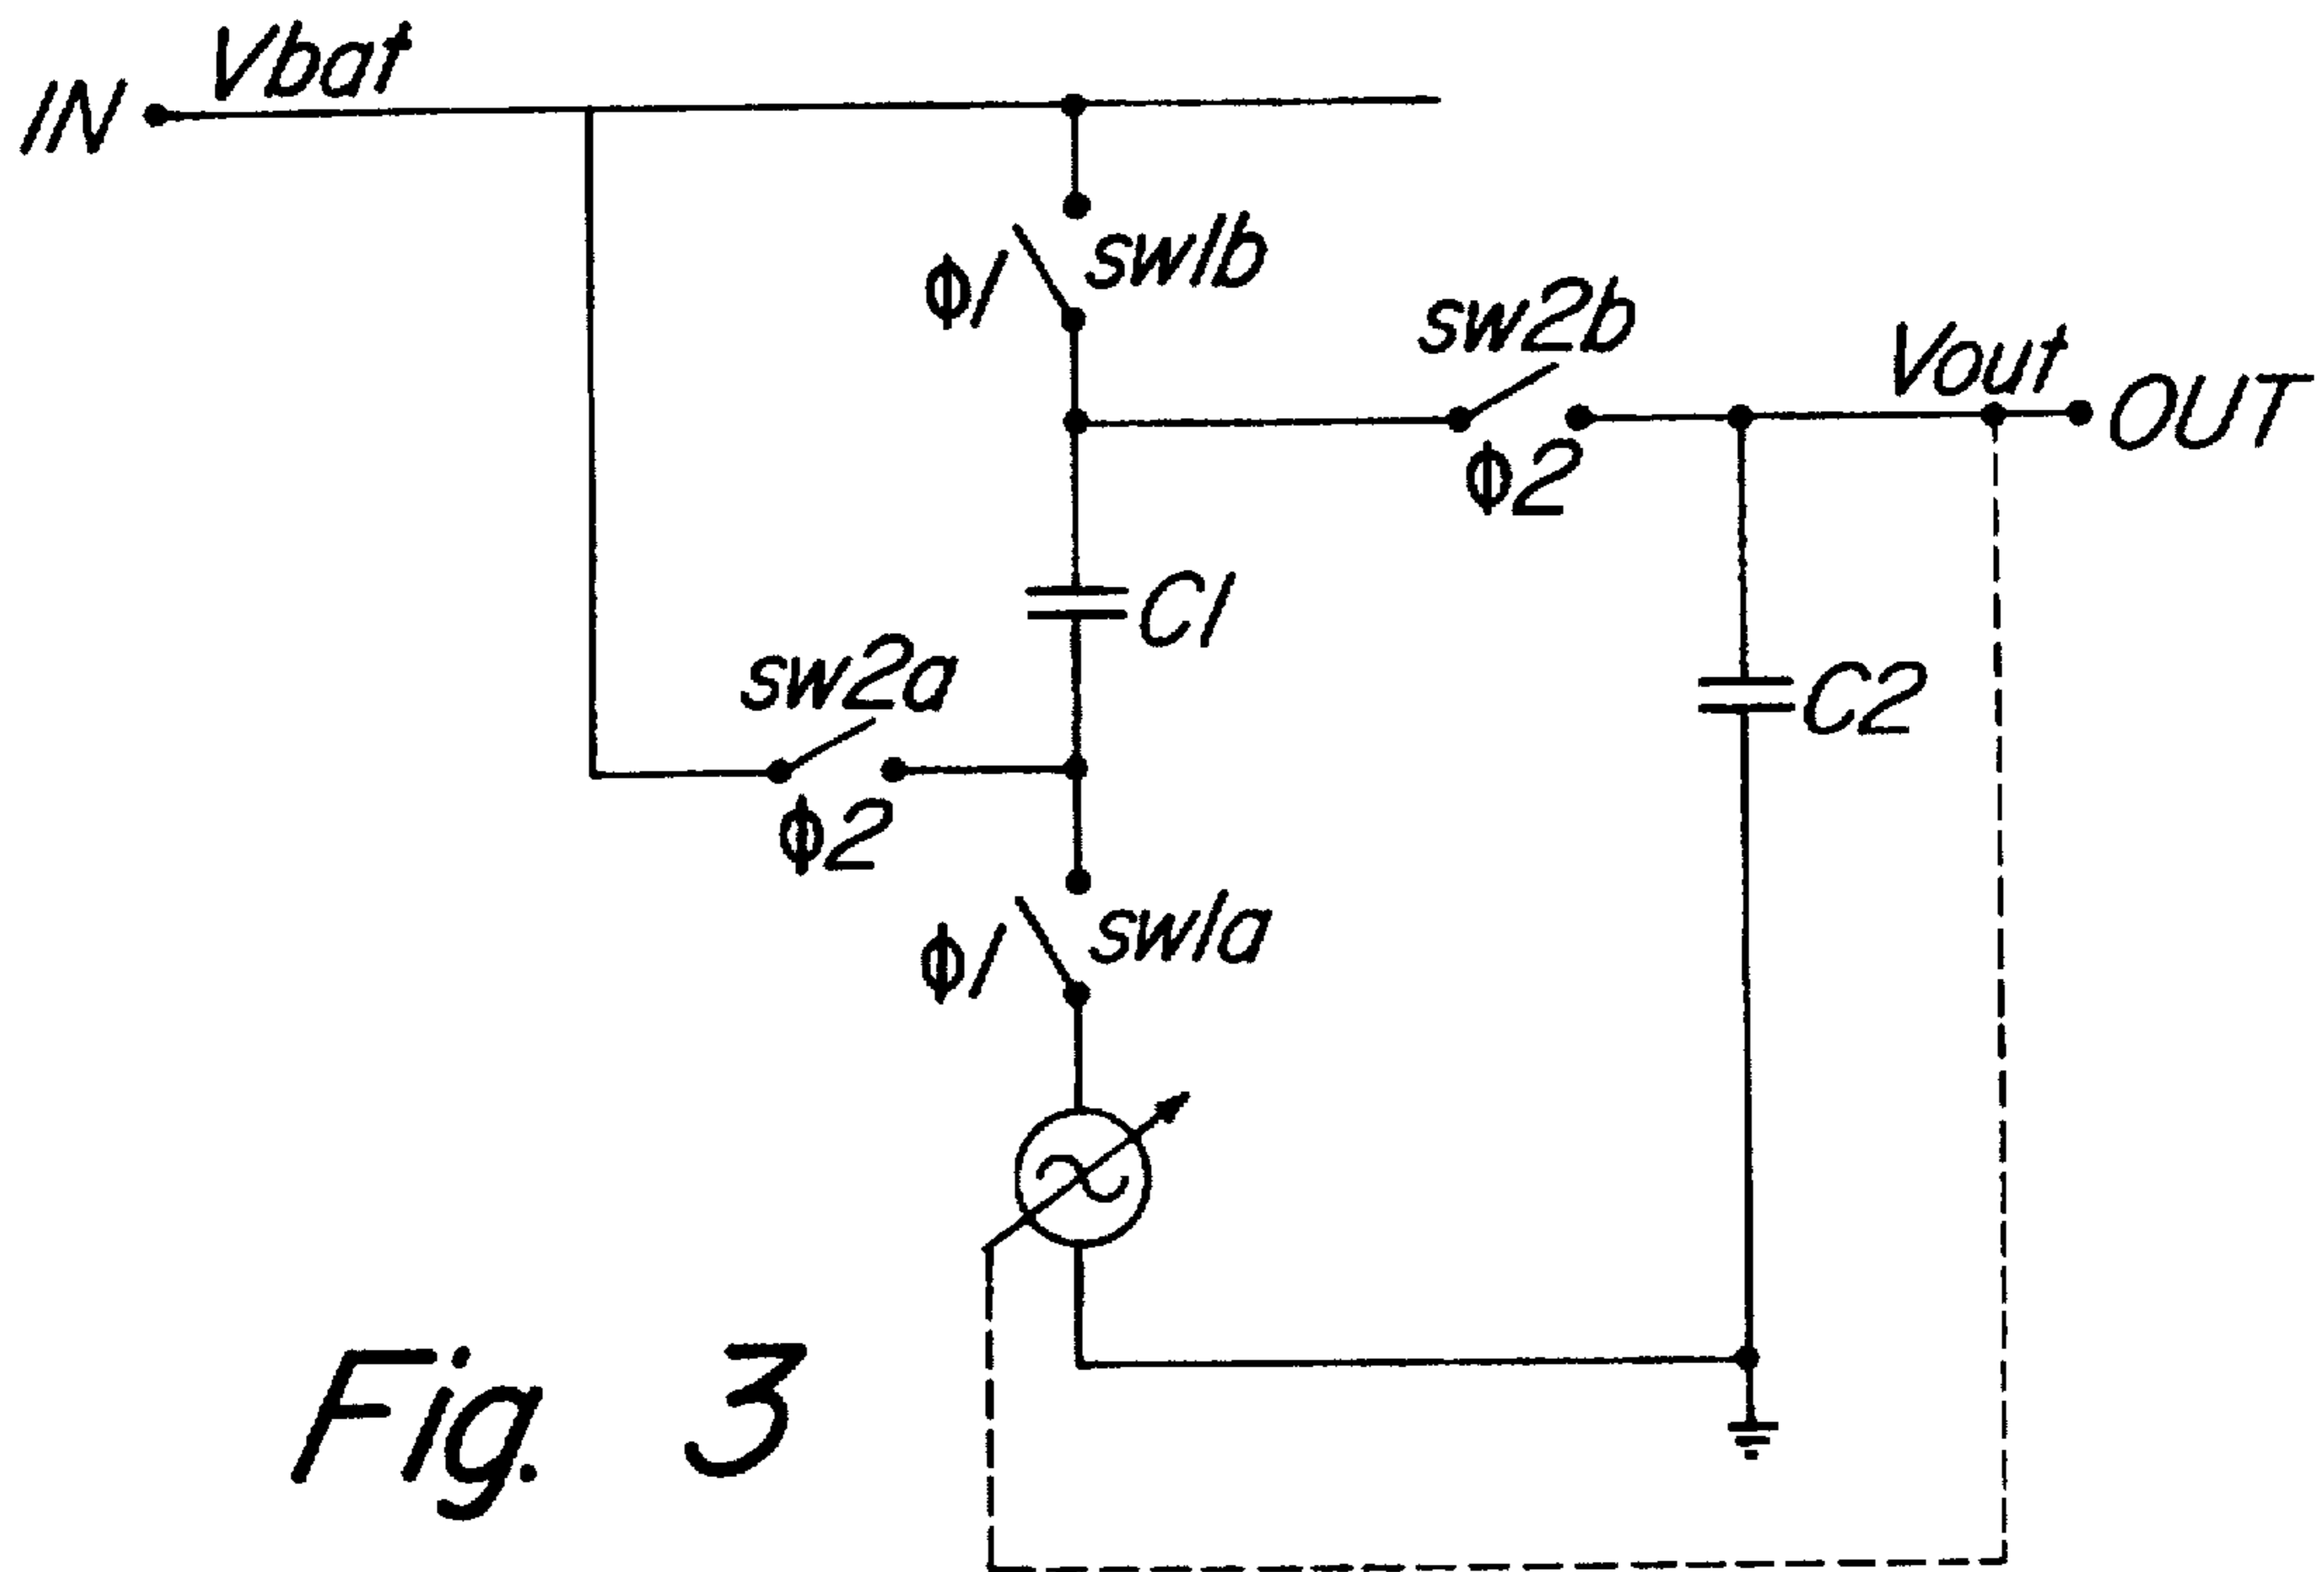 Vbat
IN
sw1b
ϕ1
sw2b
Vout
OUT
ϕ2
C1
sw2a
C2
ϕ2
sw1a
ϕ1
Fig. 3